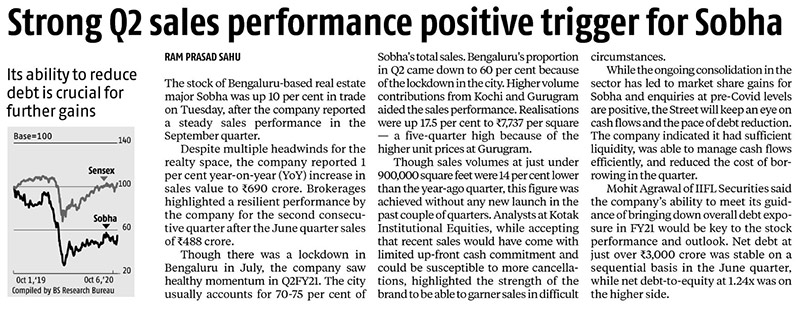 Strong Q2 sales performance positive trigger for Sobha
Its ability to reduce
debt is crucial for
further gains
Base=100
140
Sensex
100
Sobha
60
20
Oct 1,'19
Oct 6,'20
Compiled by BS Research Bureau
RAM PRASAD SAHU
The stock of Bengaluru-based real estate
major Sobha was up 10 per cent in trade
on Tuesday, after the company reported
a steady sales performance in the
September quarter.
Despite multiple headwinds for the
realty space, the company reported 1
per cent year-on-year (YoY) increase in
sales value to ₹690 crore. Brokerages
highlighted a resilient performance by
the company for the second consecu-
tive quarter after the June quarter sales
of ₹488 crore.
Though there was a lockdown in
Bengaluru in July, the company saw
healthy momentum in Q2FY21. The city
usually accounts for 70-75 per cent of
Sobha's total sales. Bengaluru's proportion
in Q2 came down to 60 per cent because
of the lockdown in the city. Higher volume
contributions from Kochi and Gurugram
aided the sales performance. Realisations
were up 17.5 per cent to ₹7,737 per square
— a five-quarter high because of the
higher unit prices at Gurugram.
Though sales volumes at just under
900,000 square feet were 14 per cent lower
than the year-ago quarter, this figure was
achieved without any new launch in the
past couple of quarters. Analysts at Kotak
Institutional Equities, while accepting
that recent sales would have come with
limited up-front cash commitment and
could be susceptible to more cancella-
tions, highlighted the strength of the
brand to be able to garner sales in difficult
circumstances.
While the ongoing consolidation in the
sector has led to market share gains for
Sobha and enquiries at pre-Covid levels
are positive, the Street will keep an eye on
cash flows and the pace of debt reduction.
The company indicated it had sufficient
liquidity, was able to manage cash flows
efficiently, and reduced the cost of bor-
rowing in the quarter.
Mohit Agrawal of IIFL Securities said
the company's ability to meet its guid-
ance of bringing down overall debt expo-
sure in FY21 would be key to the stock
performance and outlook. Net debt at
just over ₹3,000 crore was stable on a
sequential basis in the June quarter,
while net debt-to-equity at 1.24x was on
the higher side.